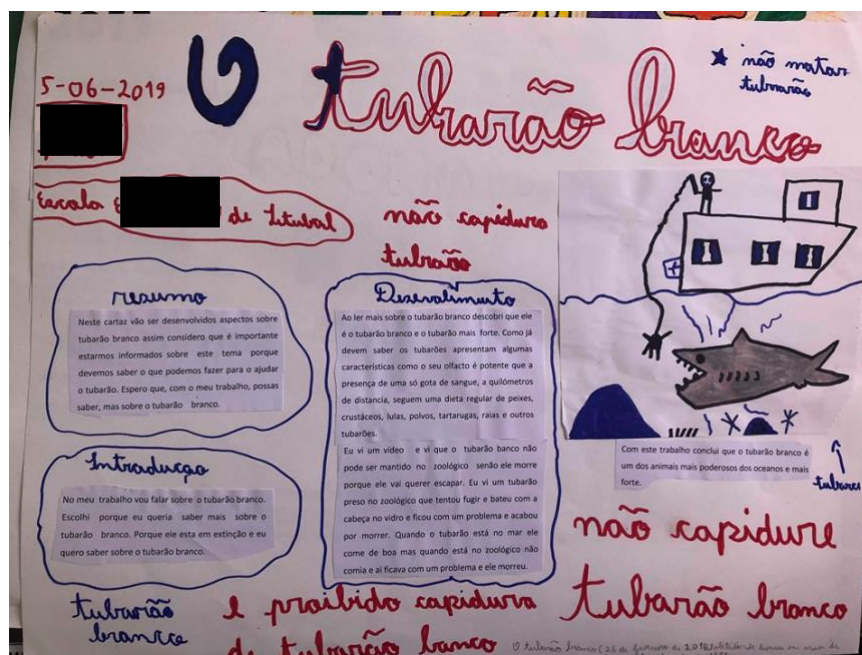 5-06-2019
O tubarão branco
★ não matar
tubrarão
Escola de Setubal
não capidura
tubraão
resumo
Neste cartaz vão ser desenvolvidos aspectos sobre
tubarão branco assim considero que é importante
estarmos informados sobre este tema porque
devemos saber o que podemos fazer para o ajudar
o tubarão. Espero que, com o meu trabalho, possas
saber, mas sobre o tubarão branco.
Introdução
No meu trabalho vou falar sobre o tubarão branco.
Escolhi porque eu queria saber mais sobre o
tubarão branco. Porque ele esta em extinção e eu
quero saber sobre o tubarão branco.
Desenvalimuito
Ao ler mais sobre o tubarão branco descobri que ele
é o tubarão branco e o tubarão mais forte. Como já
devem saber os tubarões apresentam algumas
características como o seu olfacto é potente que a
presença de uma só gota de sangue, a quilómetros
de distancia, seguem uma dieta regular de peixes,
crustáceos, lulas, polvos, tartarugas, raias e outros
tubarões.
Eu vi um vídeo e vi que o tubarão banco não
pode ser mantido no zoológico senão ele morre
porque ele vai querer escapar. Eu vi um tubarão
preso no zoológico que tentou fugir e bateu com a
cabeça no vidro e ficou com um problema e acabou
por morrer. Quando o tubarão está no mar ele
come de boa mas quando está no zoológico não
comia e ai ficava com um problema e ele morreu.
Com este trabalho conclui que o tubarão branco é
um dos animais mais poderosos dos oceanos e mais
forte.
não capidure
tubarão branco
tubarão
é proibido capidurva
de tubarão banco
O tubarão branco (26 de de